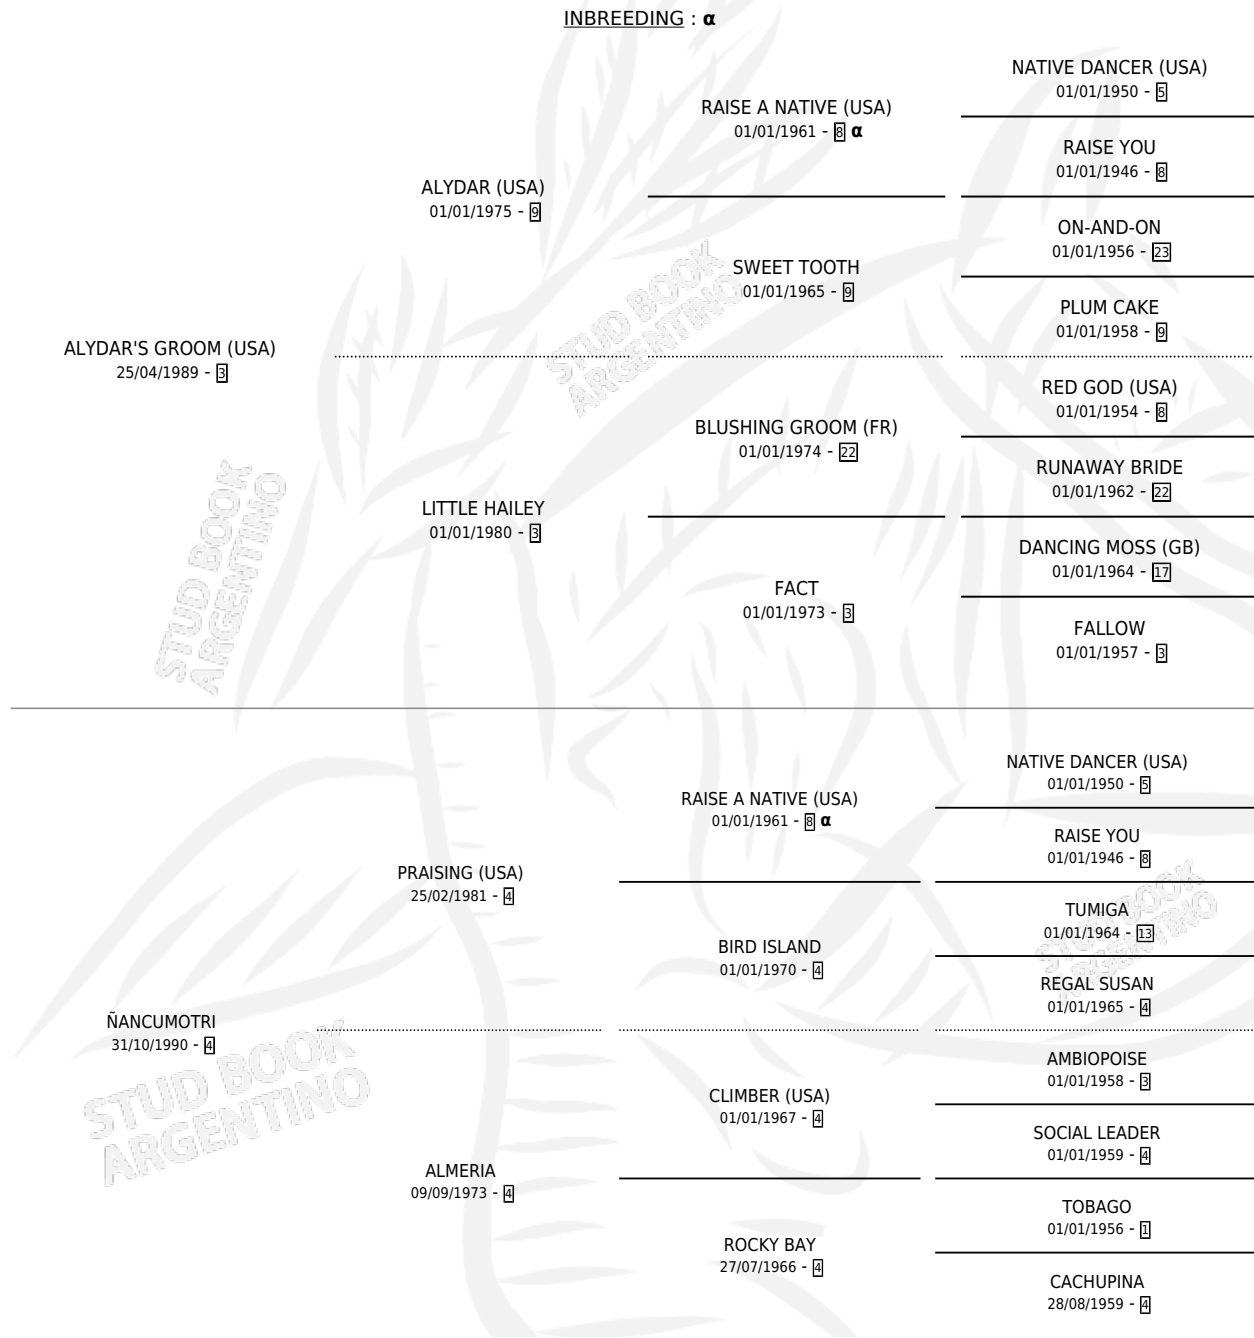 INBREEDING : α
NATIVE DANCER (USA)
01/01/1950 - 5
RAISE A NATIVE (USA)
01/01/1961 - 8 α
RAISE YOU
01/01/1946 - 8
ALYDAR (USA)
01/01/1975 - 9
ON-AND-ON
01/01/1956 - 23
SWEET TOOTH
01/01/1965 - 9
PLUM CAKE
01/01/1958 - 9
ALYDAR'S GROOM (USA)
25/04/1989 - 3
RED GOD (USA)
01/01/1954 - 8
BLUSHING GROOM (FR)
01/01/1974 - 22
RUNAWAY BRIDE
01/01/1962 - 22
LITTLE HAILEY
01/01/1980 - 3
DANCING MOSS (GB)
01/01/1964 - 17
FACT
01/01/1973 - 3
FALLOW
01/01/1957 - 3
NATIVE DANCER (USA)
01/01/1950 - 5
RAISE A NATIVE (USA)
01/01/1961 - 8 α
RAISE YOU
01/01/1946 - 8
PRAISING (USA)
25/02/1981 - 4
TUMIGA
01/01/1964 - 13
BIRD ISLAND
01/01/1970 - 4
REGAL SUSAN
01/01/1965 - 4
ÑANCUMOTRI
31/10/1990 - 4
AMBIOPOISE
01/01/1958 - 3
CLIMBER (USA)
01/01/1967 - 4
SOCIAL LEADER
01/01/1959 - 4
ALMERIA
09/09/1973 - 4
TOBAGO
01/01/1956 - 1
ROCKY BAY
27/07/1966 - 4
CACHUPINA
28/08/1959 - 4
STUD BOOK
ARGENTINO
STUD BOOK
ARGENTINO
STUD BOOK
ARGENTINO
STUD BOOK
ARGENTINO